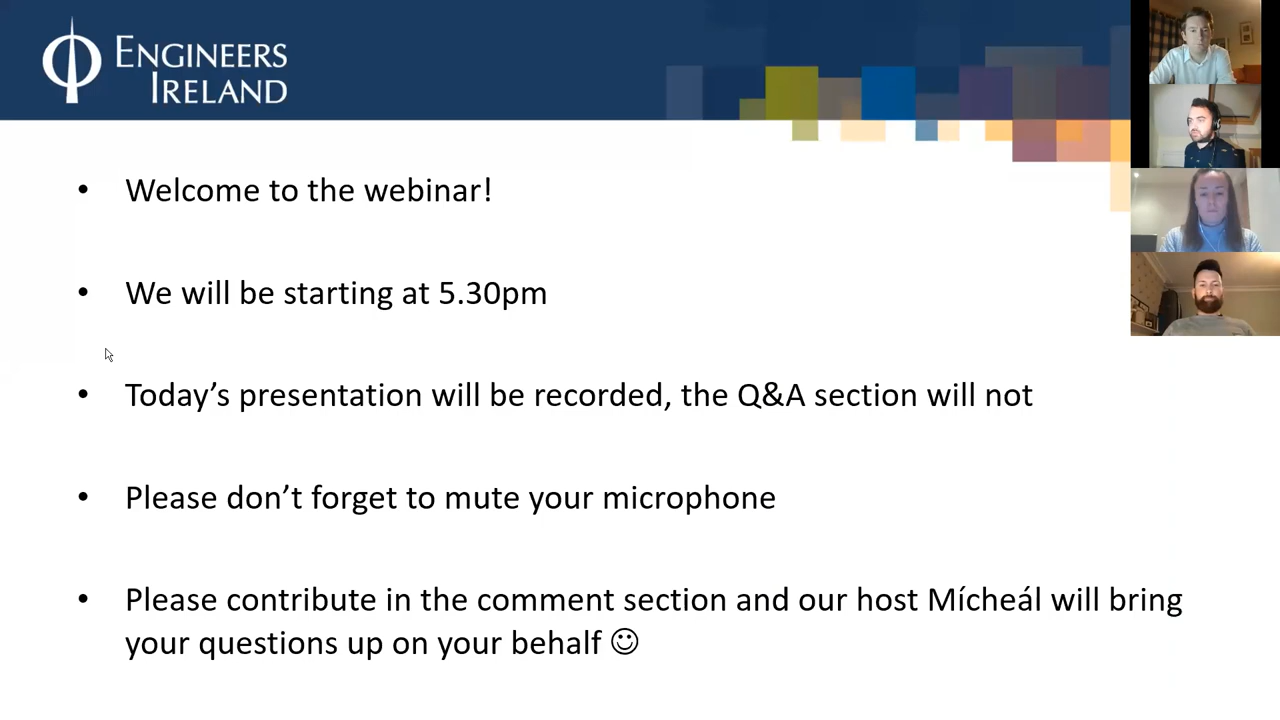 ENGINEERS
IRELAND
• Welcome to the webinar!
• We will be starting at 5.30pm
• Today’s presentation will be recorded, the Q&A section will not
• Please don’t forget to mute your microphone
• Please contribute in the comment section and our host Mícheál will bring
your questions up on your behalf ☺